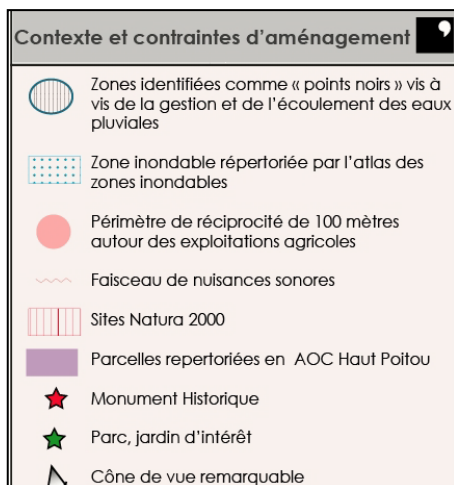 Contexte et contraintes d'aménagement
Zones identifiées comme « points noirs » vis à
vis de la gestion et de l'écoulement des eaux
pluviales
Zone inondable répertoriée par l'atlas des
zones inondables
Périmètre de réciprocité de 100 mètres
autour des exploitations agricoles
Faisceau de nuisances sonores
Sites Natura 2000
Parcelles repertoriées en AOC Haut Poitou
Monument Historique
Parc, jardin d'intérêt
Cône de vue remarquable